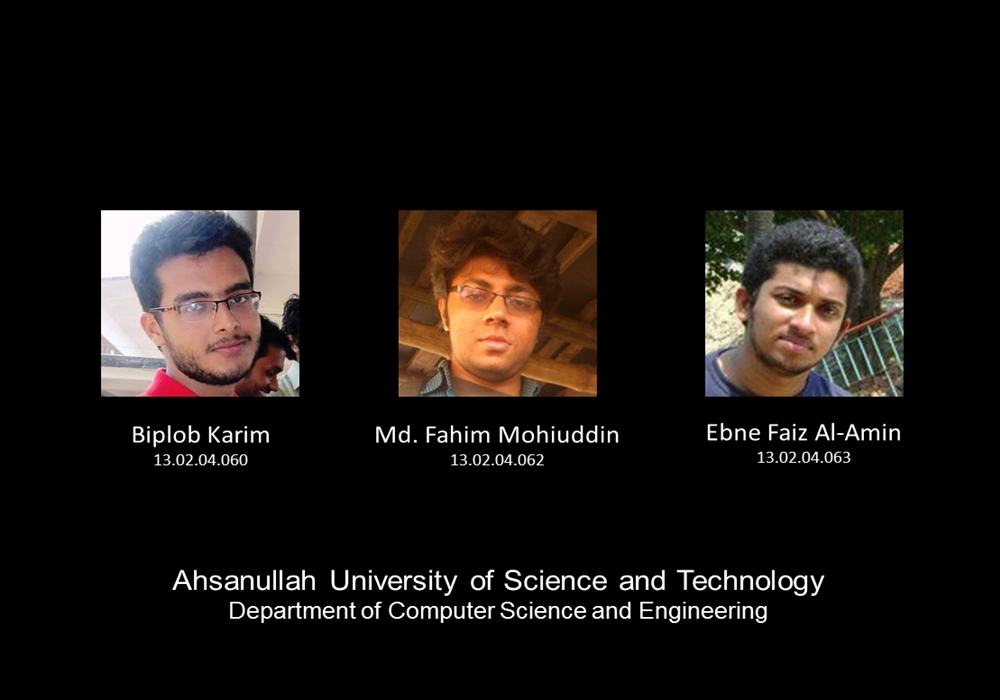 Biplob Karim
13.02.04.060
Md. Fahim Mohiuddin
13.02.04.062
Ebne Faiz Al-Amin
13.02.04.063
Ahsanullah University of Science and Technology
Department of Computer Science and Engineering